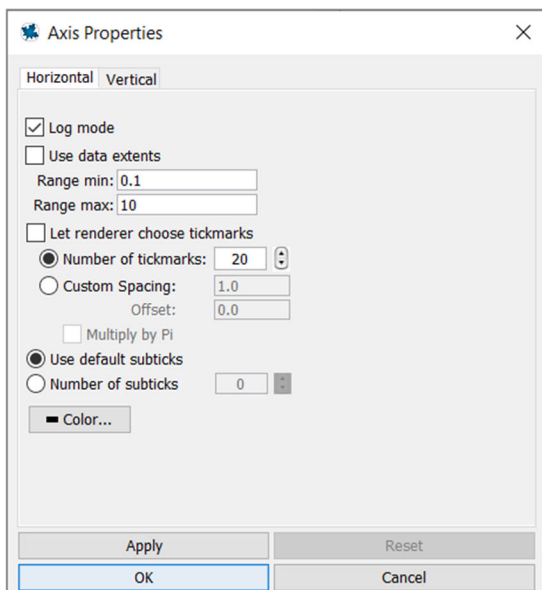 Axis Properties
Horizontal Vertical
Log mode
Use data extents
Range min: 0.1
Range max: 10
Let renderer choose tickmarks
Number of tickmarks: 20
Custom Spacing: 1.0
Offset: 0.0
Multiply by Pi
Use default subticks
Number of subticks 0
Color...
Apply Reset
OK Cancel